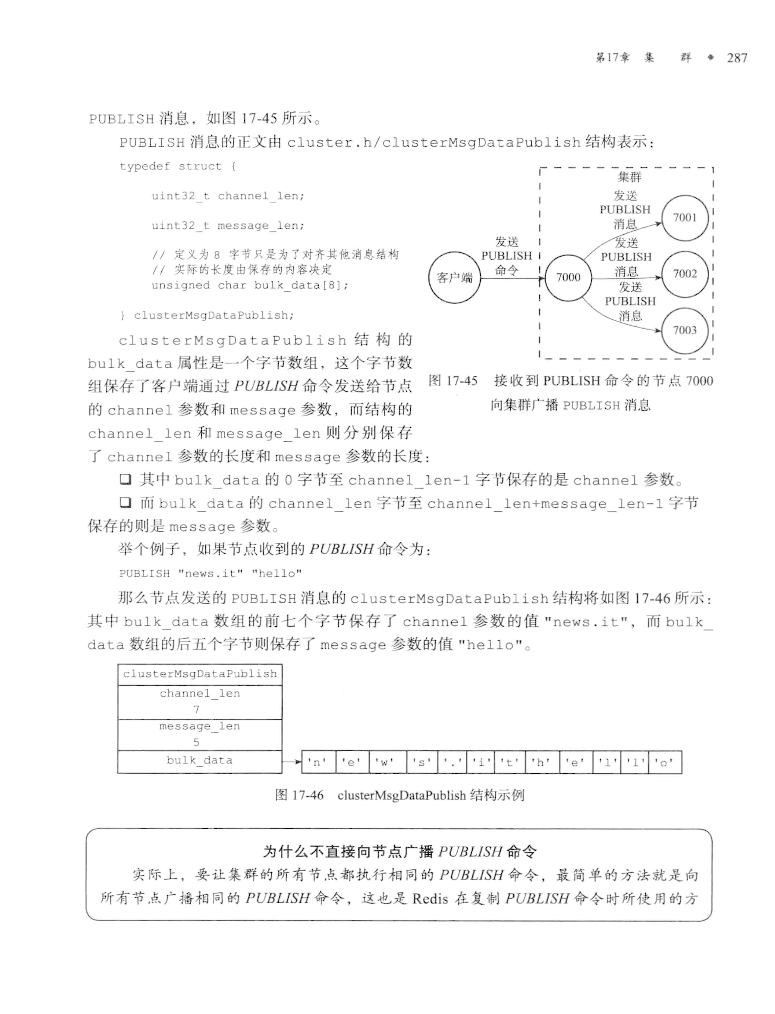 第17章 集 群 ◆ 287
PUBLISH 消息，如图 17-45 所示。
PUBLISH 消息的正文由 cluster.h/clusterMsgDataPublish 结构表示：
typedef struct {
uint32_t channel_len;
uint32_t message_len;
// 定义为 8 字节只是为了对齐其他消息结构
// 实际的长度由保存的内容决定
unsigned char bulk_data[8];
} clusterMsgDataPublish;
集群
发送
PUBLISH
消息
7001
发送
PUBLISH
命令
客户端
7000
发送
PUBLISH
消息
7002
发送
PUBLISH
消息
7003
图 17-45 接收到 PUBLISH 命令的节点 7000
向集群广播 PUBLISH 消息
clusterMsgDataPublish 结构的
bulk_data 属性是一个字节数组，这个字节数
组保存了客户端通过 PUBLISH 命令发送给节点
的 channel 参数和 message 参数，而结构的
channel_len 和 message_len 则分别保存
了 channel 参数的长度和 message 参数的长度：
❑ 其中 bulk_data 的 0 字节至 channel_len-1 字节保存的是 channel 参数。
❑ 而 bulk_data 的 channel_len 字节至 channel_len+message_len-1 字节
保存的则是 message 参数。
举个例子，如果节点收到的 PUBLISH 命令为：
PUBLISH "news.it" "hello"
那么节点发送的 PUBLISH 消息的 clusterMsgDataPublish 结构将如图 17-46 所示：
其中 bulk_data 数组的前七个字节保存了 channel 参数的值 "news.it"，而 bulk_
data 数组的后五个字节则保存了 message 参数的值 "hello"。
clusterMsgDataPublish
channel_len
7
message_len
5
bulk_data 'n' 'e' 'w' 's' '.' 'i' 't' 'h' 'e' 'l' 'l' 'o'
图 17-46 clusterMsgDataPublish 结构示例
为什么不直接向节点广播 PUBLISH 命令
实际上，要让集群的所有节点都执行相同的 PUBLISH 命令，最简单的方法就是向
所有节点广播相同的 PUBLISH 命令，这也是 Redis 在复制 PUBLISH 命令时所使用的方